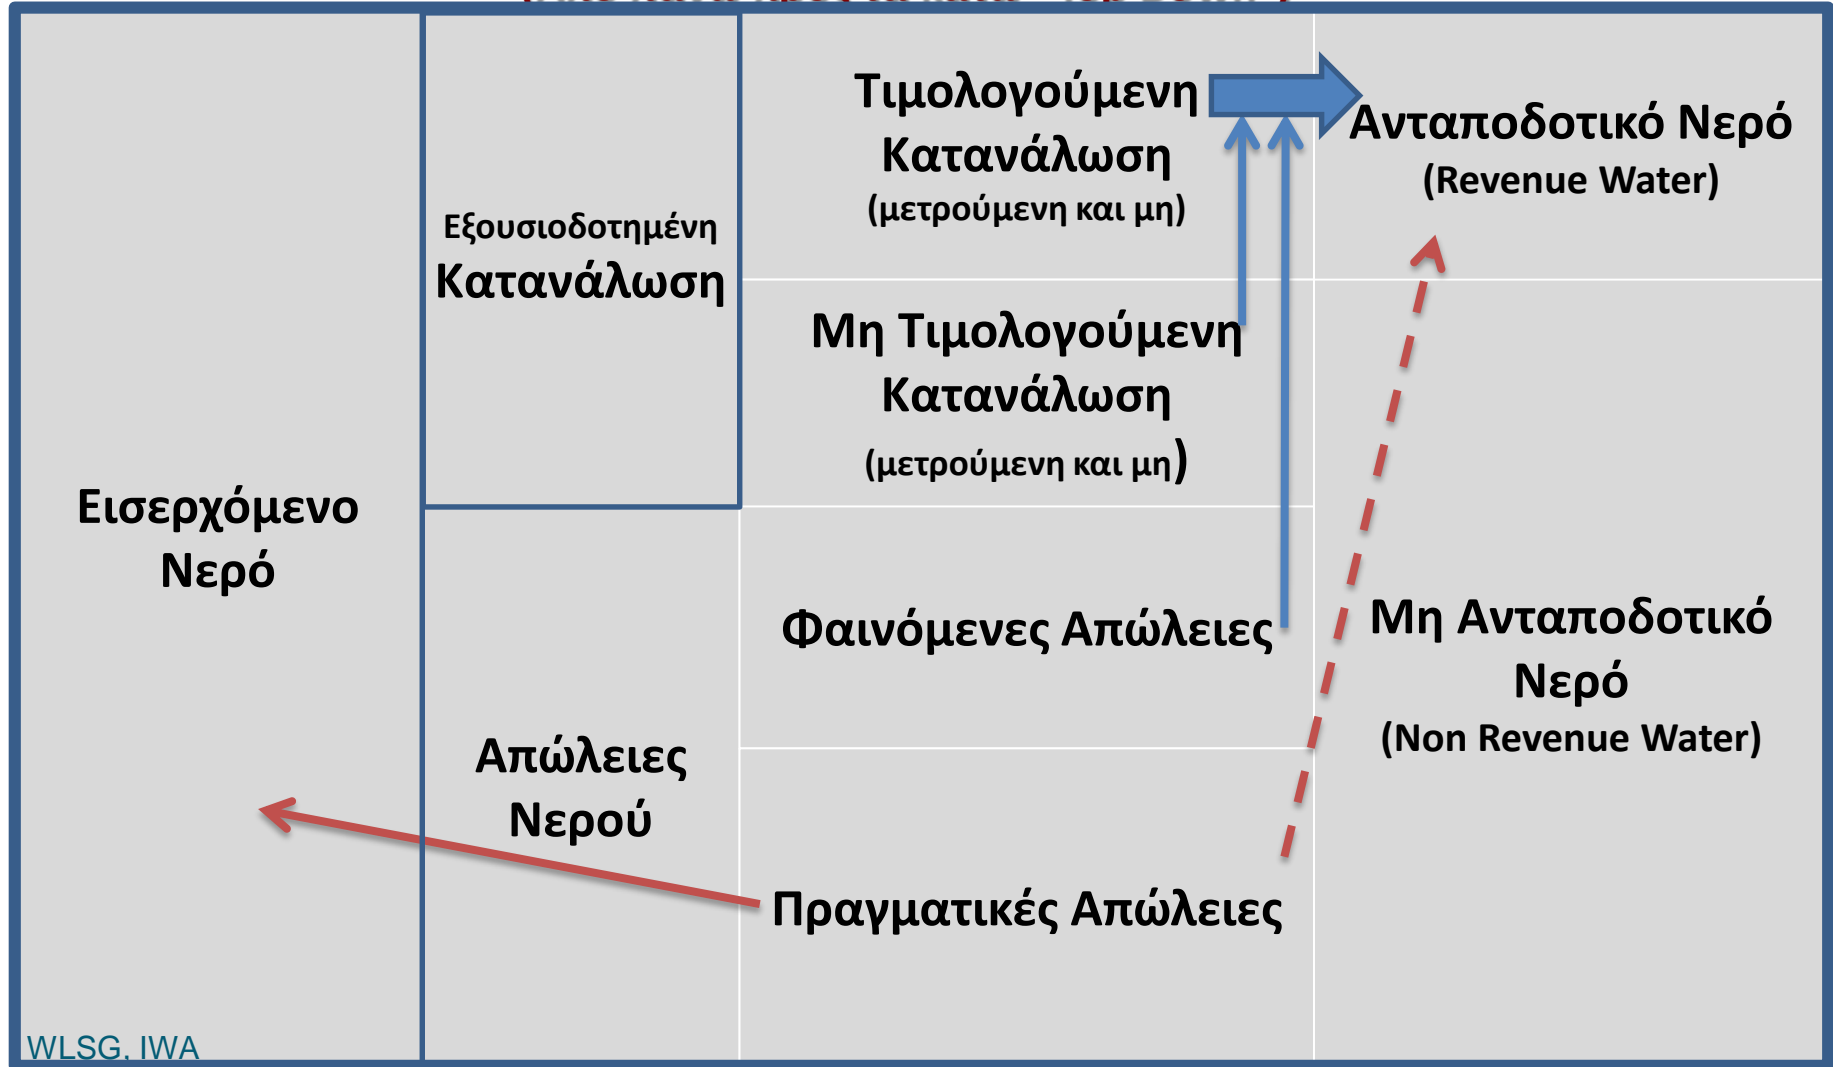 Τιμολογούμενη
Κατανάλωση
(μετρούμενη και μη)
Ανταποδοτικό Νερό
(Revenue Water)
Εξουσιοδοτημένη
Κατανάλωση
Μη Τιμολογούμενη
Κατανάλωση
(μετρούμενη και μη)
Εισερχόμενο
Νερό
Φαινόμενες Απώλειες
Μη Ανταποδοτικό
Νερό
(Non Revenue Water)
Απώλειες
Νερού
Πραγματικές Απώλειες
WLSG, IWA